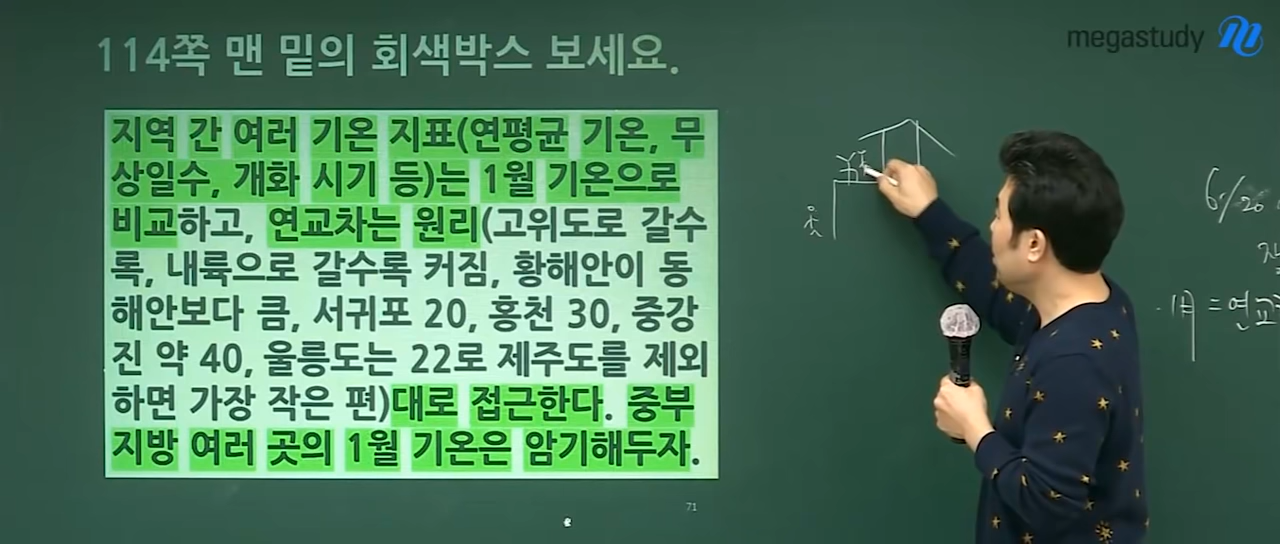 114쪽 맨 밑의 회색박스 보세요.
megastudy
지역 간 여러 기온 지표(연평균 기온, 무
상일수, 개화 시기 등)는 1월 기온으로
비교하고, 연교차는 원리(고위도로 갈수
록, 내륙으로 갈수록 커짐, 황해안이 동
해안보다 큼, 서귀포 20, 홍천 30, 중강
진 약 40, 울릉도는 22로 제주도를 제외
하면 가장 작은 편)대로 접근한다. 중부
지방 여러 곳의 1월 기온은 암기해두자.
71